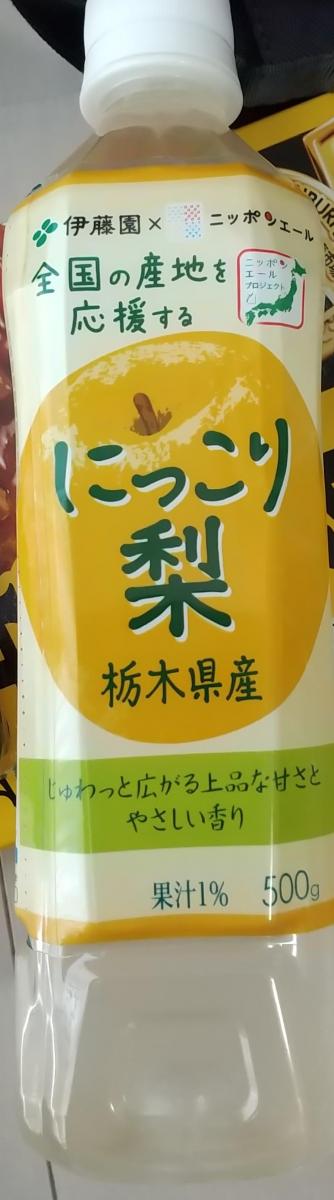 伊藤園×ニッポンエール
全国の産地を
応援する
ニッポン
エール
プロジェクト
にっこり
梨
栃木県産
じゅわっと広がる上品な甘さと
やさしい香り
果汁1% 500g